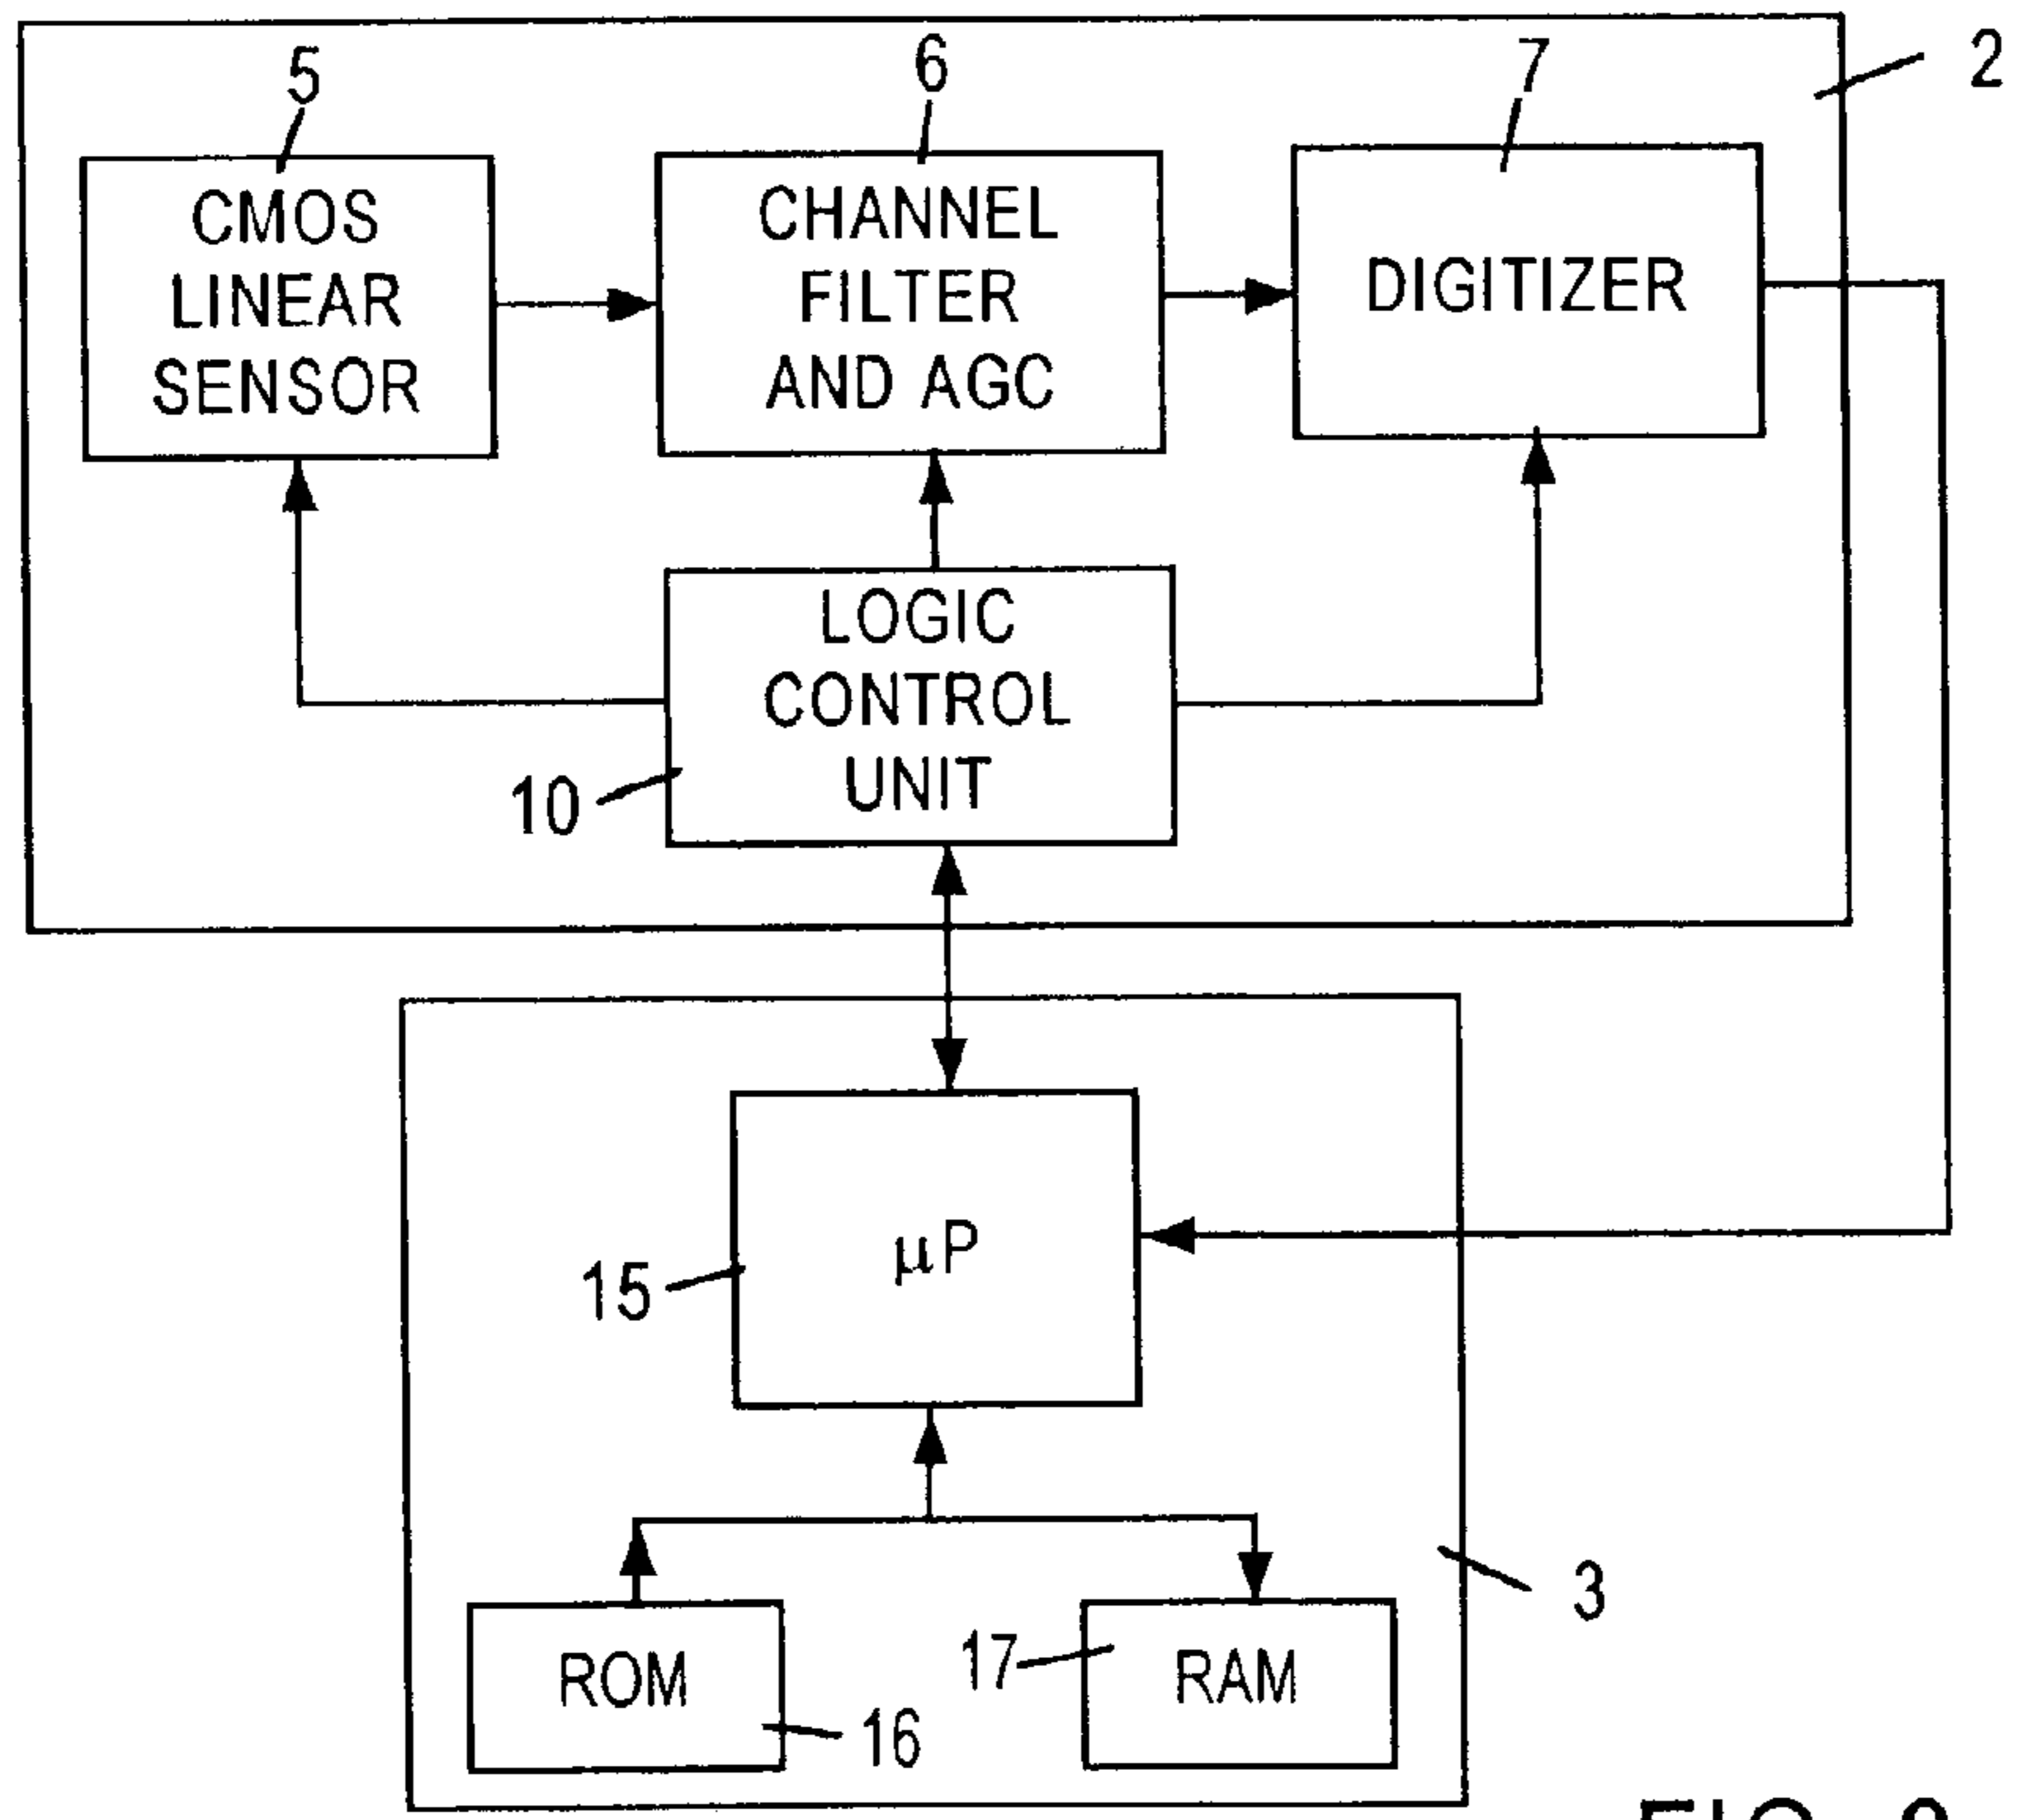 5
6
7
2
CMOS
LINEAR
SENSOR
CHANNEL
FILTER
AND AGC
DIGITIZER
LOGIC
CONTROL
UNIT
10
μP
15
3
ROM
16
17
RAM